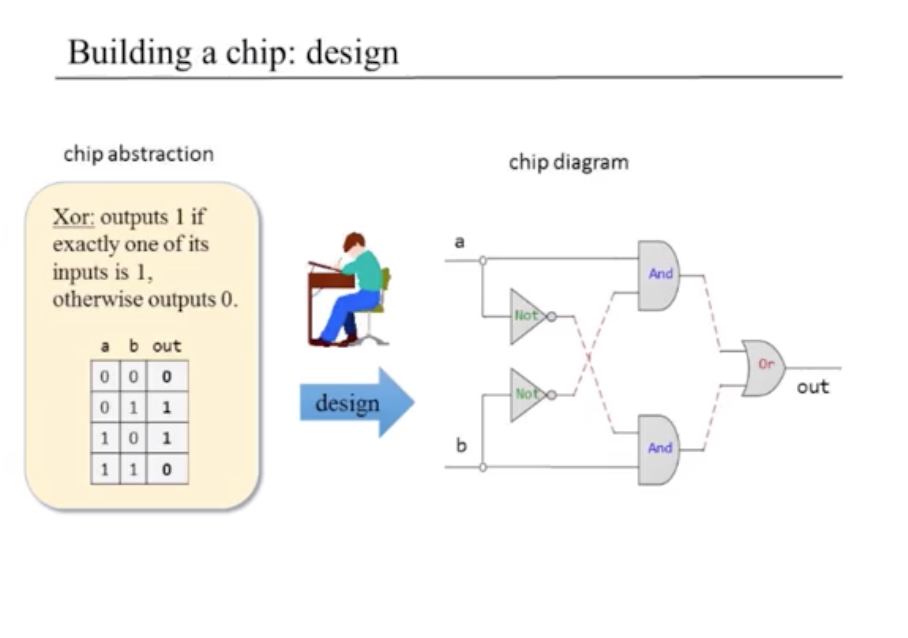 Building a chip: design
chip abstraction
Xor: outputs 1 if
exactly one of its
inputs is 1,
otherwise outputs 0.
a b out
0 0 0
0 1 1
1 0 1
1 1 0
design
chip diagram
a
And
Not
Or
out
Not
b
And